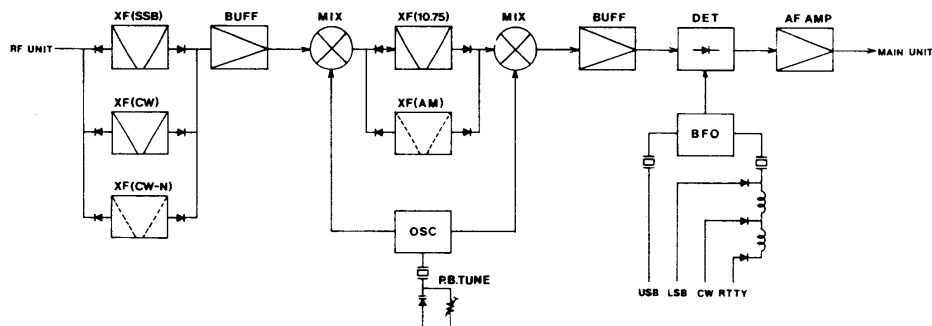 XF(SSB)
BUFF
MIX
XF(10.75)
MIX
BUFF
DET
AF AMP
RF UNIT
MAIN UNIT
XF(CW)
XF(AM)
BFO
XF(CW-N)
OSC
P.B.TUNE
USB LSB CW RTTY